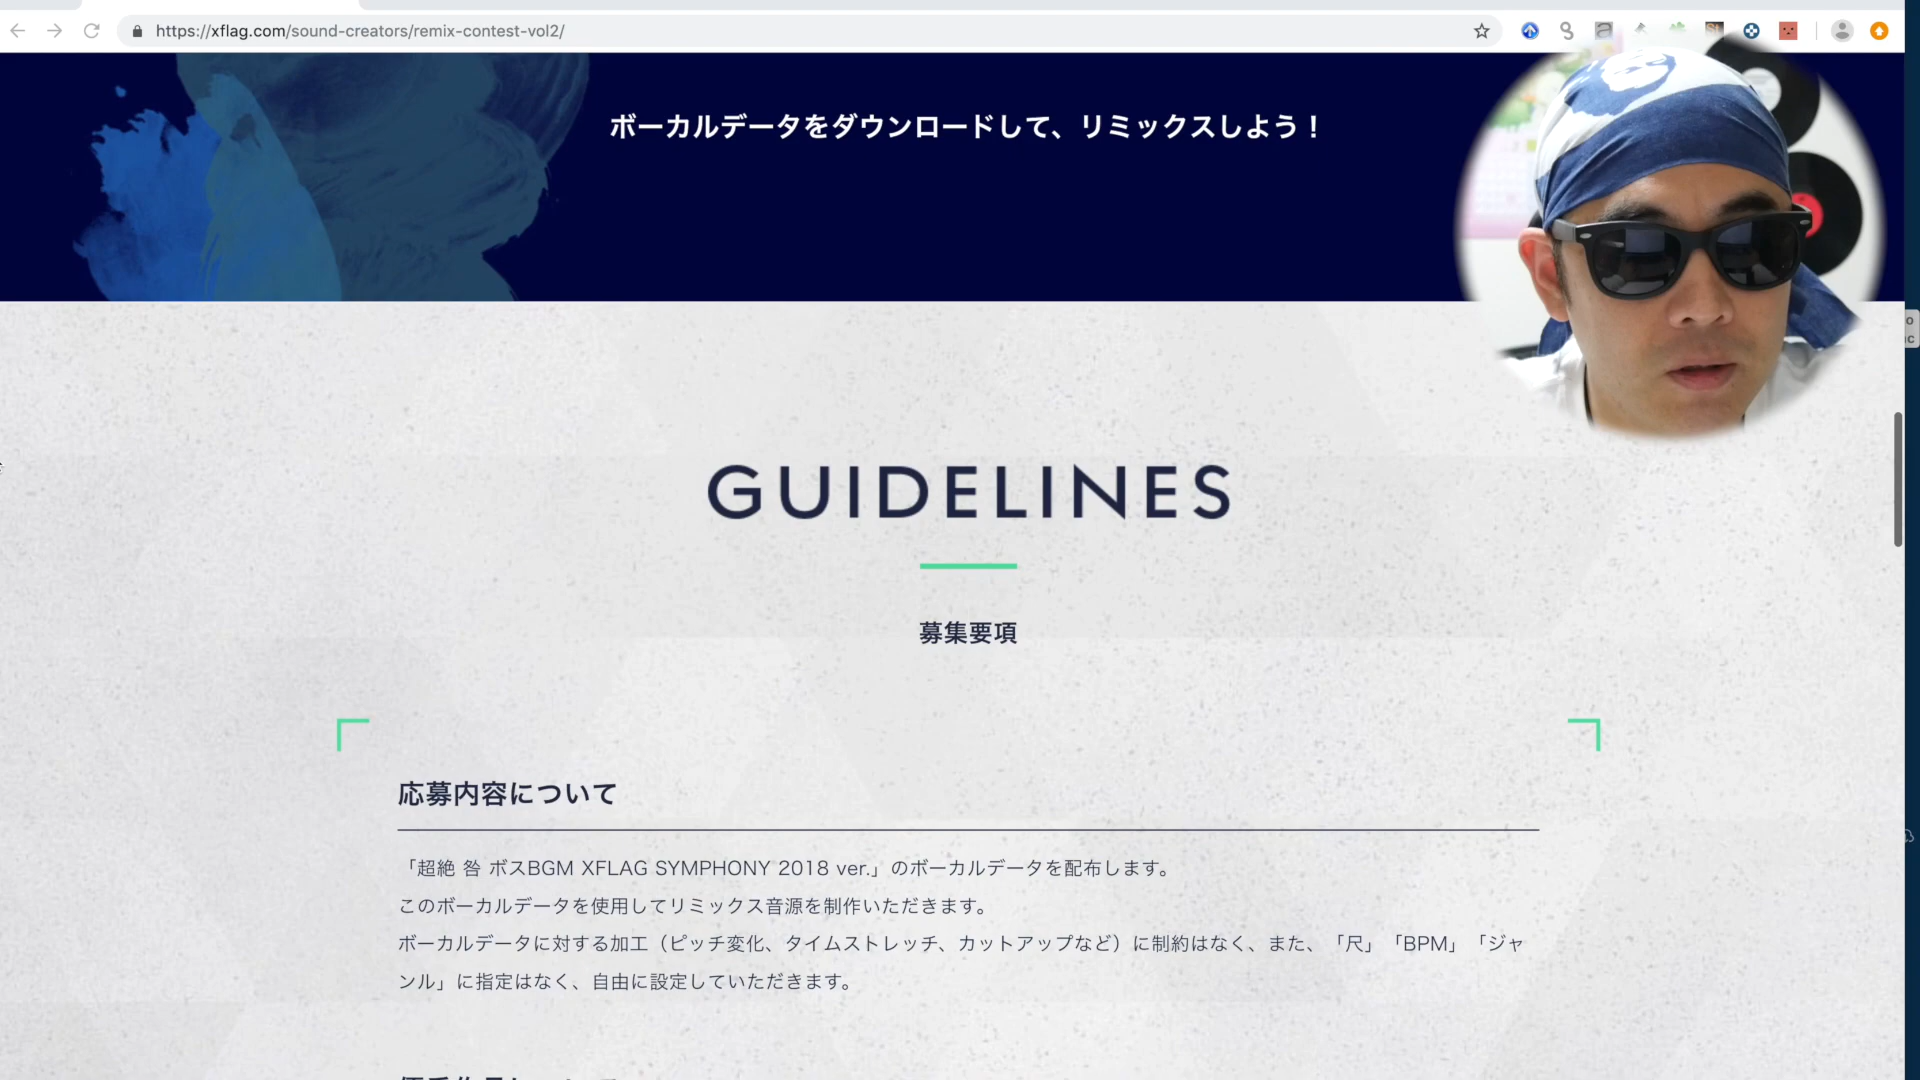 https://xflag.com/sound-creators/remix-contest-vol2/
ボーカルデータをダウンロードして、リミックスしよう！
GUIDELINES
募集要項
応募内容について
「超絶 咎 ボスBGM XFLAG SYMPHONY 2018 ver.」のボーカルデータを配布します。
このボーカルデータを使用してリミックス音源を制作いただきます。
ボーカルデータに対する加工（ピッチ変化、タイムストレッチ、カットアップなど）に制約はなく、また、「尺」「BPM」「ジャ
ンル」に指定はなく、自由に設定していただきます。